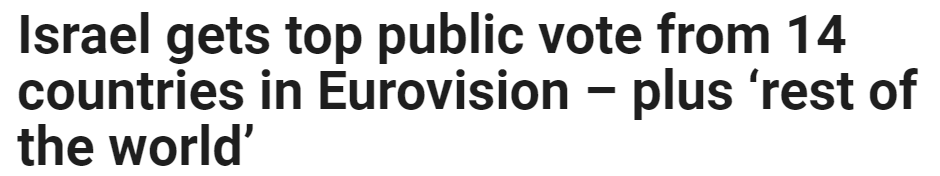 Israel gets top public vote from 14
countries in Eurovision – plus ‘rest of
the world’